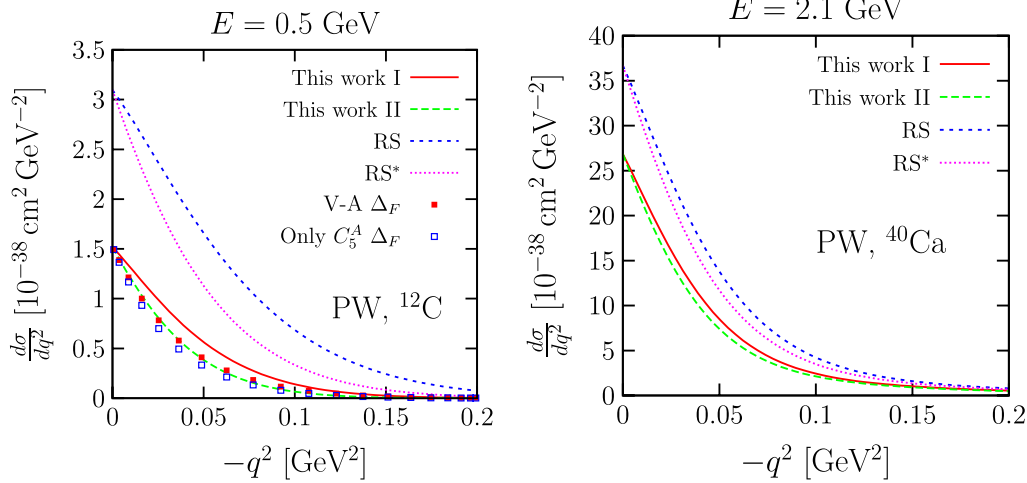 E = 0.5 GeV
dσ/dq² [10⁻³⁸ cm² GeV⁻²]
3.5
3
2.5
2
1.5
1
0.5
0
This work I
This work II
RS
RS*
V-A Δ_F
Only C₅ᴬ Δ_F
PW, ¹²C
0 0.05 0.1 0.15 0.2
−q² [GeV²]
E = 2.1 GeV
dσ/dq² [10⁻³⁸ cm² GeV⁻²]
40
35
30
25
20
15
10
5
0
This work I
This work II
RS
RS*
PW, ⁴⁰Ca
0 0.05 0.1 0.15 0.2
−q² [GeV²]